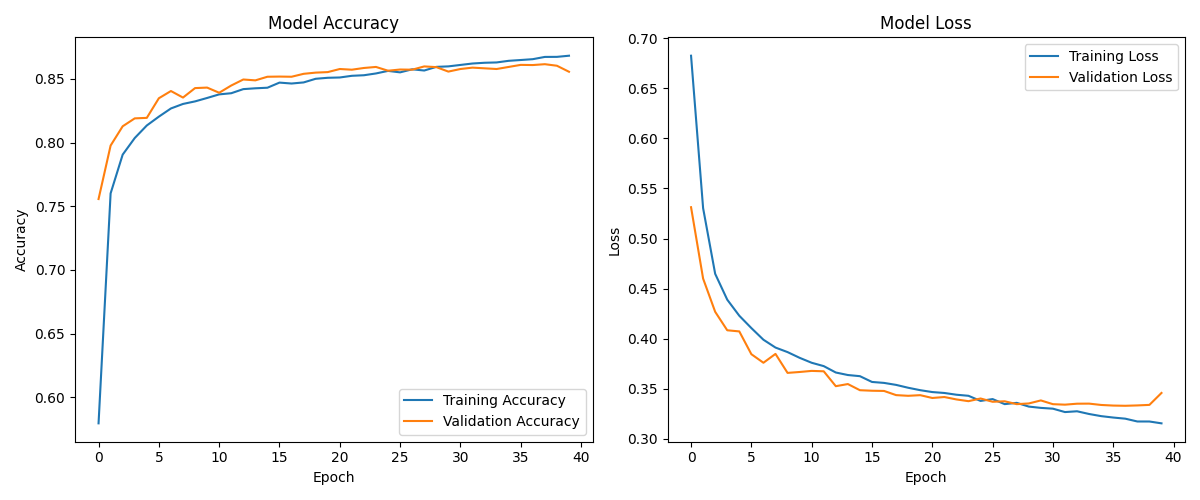 Model Accuracy
Accuracy
0.85
0.80
0.75
0.70
0.65
0.60
Training Accuracy
Validation Accuracy
0 5 10 15 20 25 30 35 40
Epoch
Model Loss
Loss
0.70
0.65
0.60
0.55
0.50
0.45
0.40
0.35
0.30
Training Loss
Validation Loss
0 5 10 15 20 25 30 35 40
Epoch